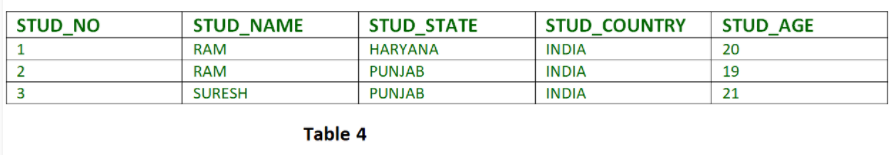 STUD_NO STUD_NAME STUD_STATE STUD_COUNTRY STUD_AGE
1 RAM HARYANA INDIA 20
2 RAM PUNJAB INDIA 19
3 SURESH PUNJAB INDIA 21
Table 4